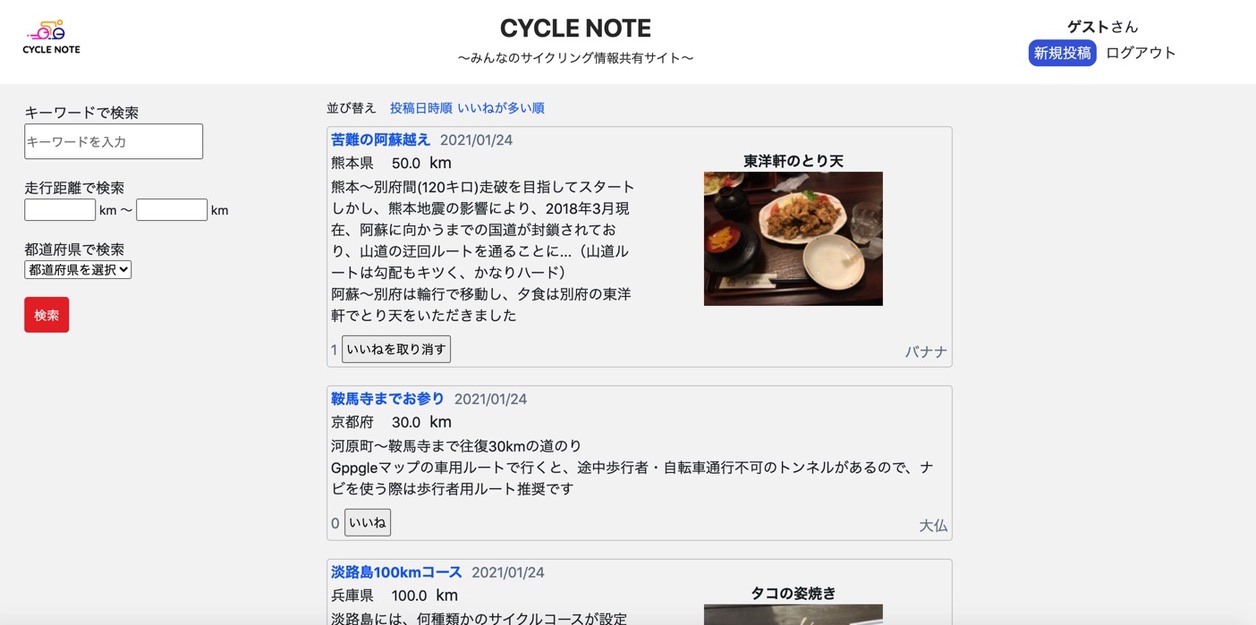 CYCLE NOTE
CYCLE NOTE
〜みんなのサイクリング情報共有サイト〜
ゲストさん
新規投稿 ログアウト
キーワードで検索
キーワードを入力
走行距離で検索
km 〜 km
都道府県で検索
都道府県を選択
検索
並び替え 投稿日時順 いいねが多い順
苦難の阿蘇越え 2021/01/24
熊本県 50.0 km
熊本〜別府間(120キロ)走破を目指してスタート
しかし、熊本地震の影響により、2018年3月現
在、阿蘇に向かうまでの国道が封鎖されてお
り、山道の迂回ルートを通ることに...（山道ル
ートは勾配もキツく、かなりハード）
阿蘇〜別府は輪行で移動し、夕食は別府の東洋
軒でとり天をいただきました
東洋軒のとり天
1 いいねを取り消す
バナナ
鞍馬寺までお参り 2021/01/24
京都府 30.0 km
河原町〜鞍馬寺まで往復30kmの道のり
Gppgleマップの車用ルートで行くと、途中歩行者・自転車通行不可のトンネルがあるので、ナ
ビを使う際は歩行者用ルート推奨です
0 いいね
大仏
淡路島100kmコース 2021/01/24
兵庫県 100.0 km
タコの姿焼き
淡路島には、何種類かのサイクルコースが設定